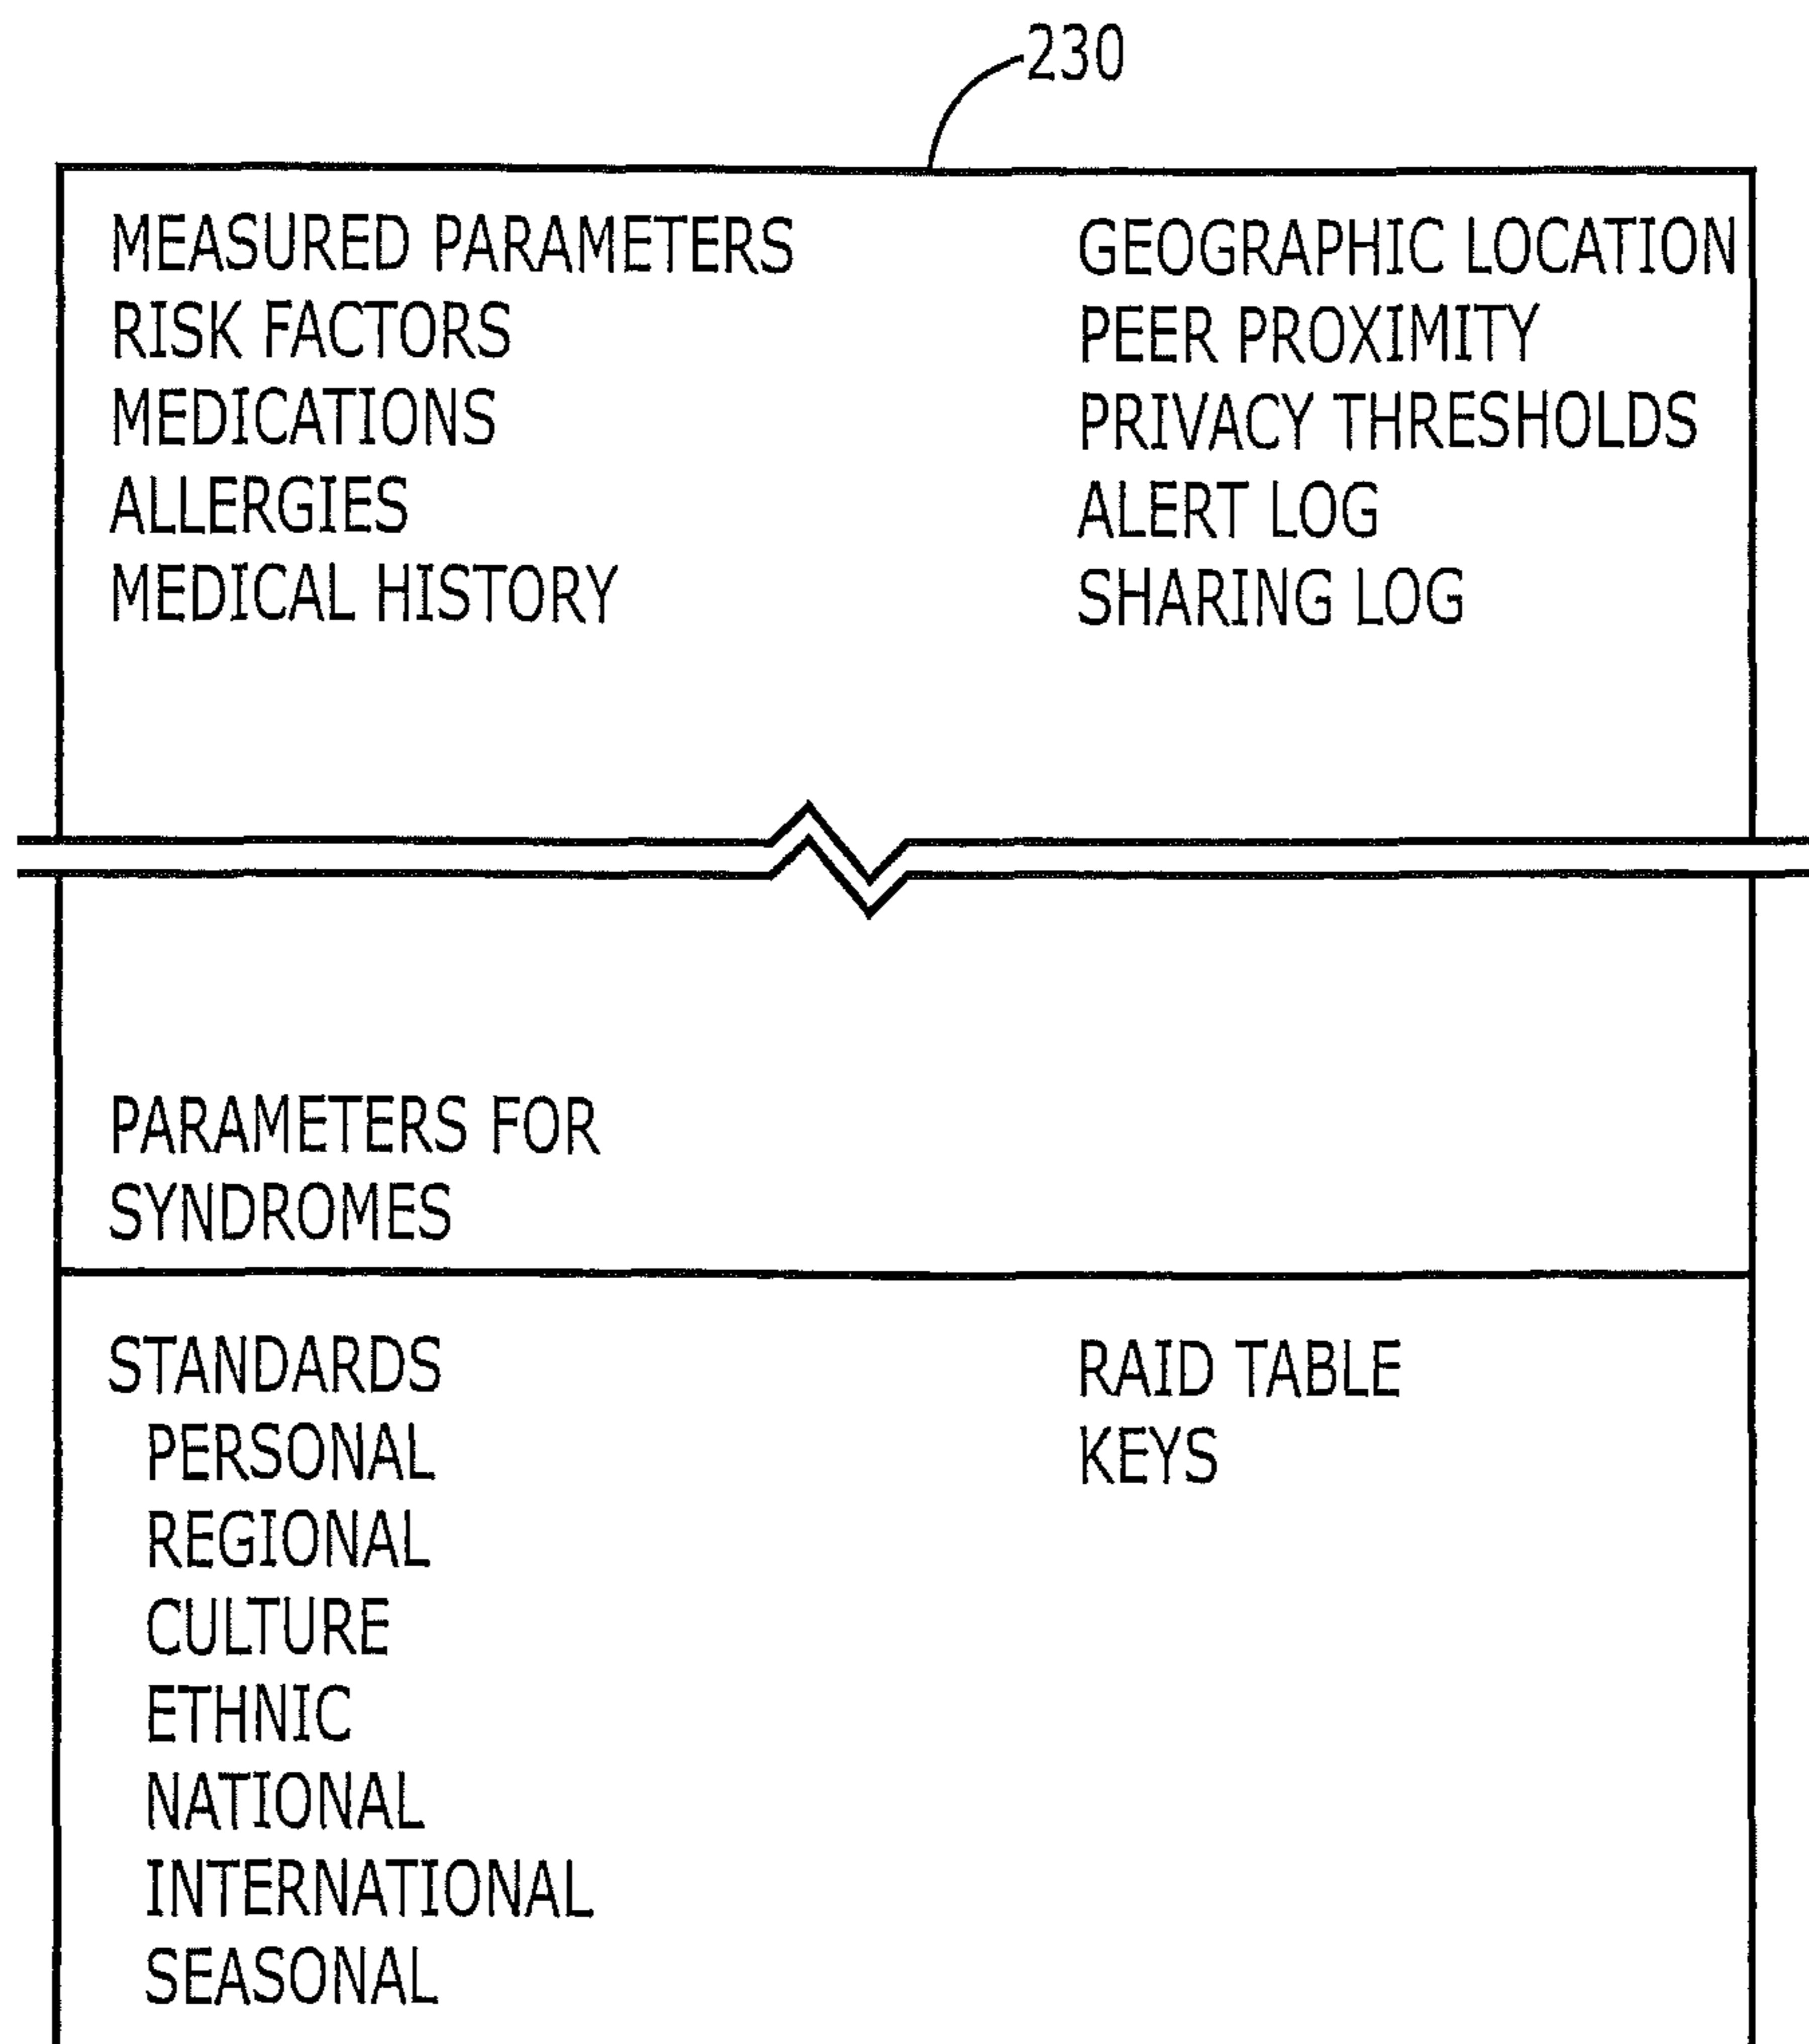 230
MEASURED PARAMETERS
RISK FACTORS
MEDICATIONS
ALLERGIES
MEDICAL HISTORY
GEOGRAPHIC LOCATION
PEER PROXIMITY
PRIVACY THRESHOLDS
ALERT LOG
SHARING LOG
PARAMETERS FOR
SYNDROMES
STANDARDS
PERSONAL
REGIONAL
CULTURE
ETHNIC
NATIONAL
INTERNATIONAL
SEASONAL
RAID TABLE
KEYS